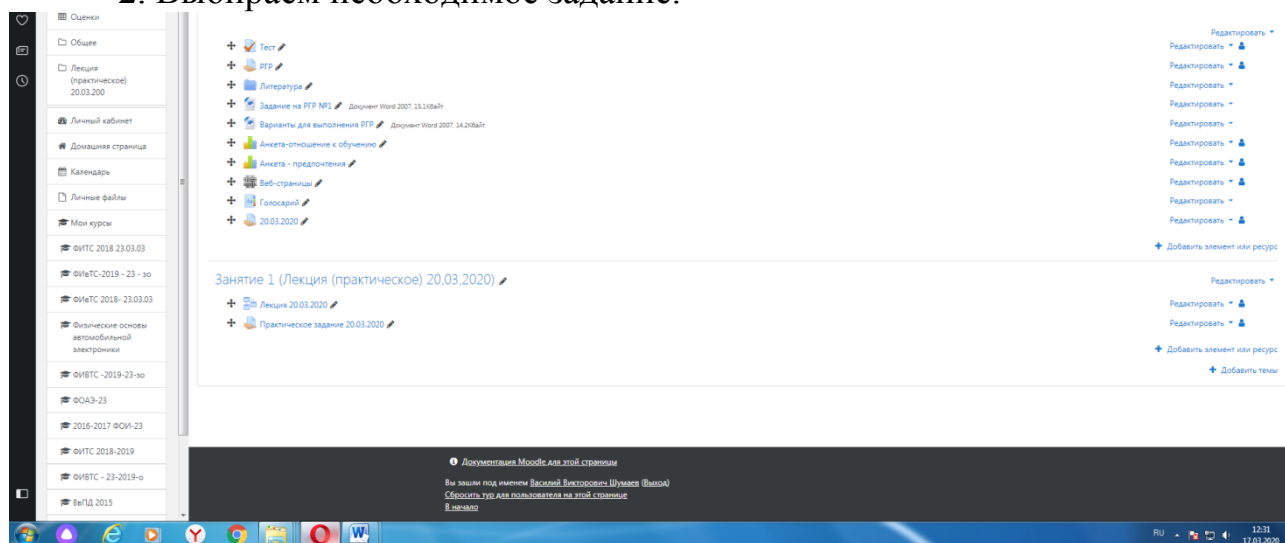 2. Выбираем необходимое задание.
Оценки
Общее
Лекция
(практическое)
20.03.200
Личный кабинет
Домашняя страница
Календарь
Личные файлы
Мои курсы
ФИТС 2018 23.03.03
ФИвТС-2019 - 23 - зо
ФИвТС 2018- 23.03.03
Физические основы
автомобильной
электроники
ФИВТС -2019-23-зо
ФОАЭ-23
2016-2017 ФОИ-23
ФИТС 2018-2019
ФИВТС - 23-2019-о
ВвПД 2015
Редактировать
Тест Редактировать
РГР Редактировать
Литература Редактировать
Задание на РГР №1 Документ Word 2007, 15.1Кбайт Редактировать
Варианты для выполнения РГР Документ Word 2007, 14.2Кбайт Редактировать
Анкета-отношение к обучению Редактировать
Анкета - предпочтения Редактировать
Веб-страницы Редактировать
Голосарий Редактировать
20.03.2020 Редактировать
Добавить элемент или ресурс
Занятие 1 (Лекция (практическое) 20.03.2020) Редактировать
Лекция 20.03.2020 Редактировать
Практическое задание 20.03.2020 Редактировать
Добавить элемент или ресурс
Добавить темы
Документация Moodle для этой страницы
Вы зашли под именем Василий Викторович Шумаев (Выход)
Сбросить тур для пользователя на этой странице
В начало
RU 12:31
17.03.2020